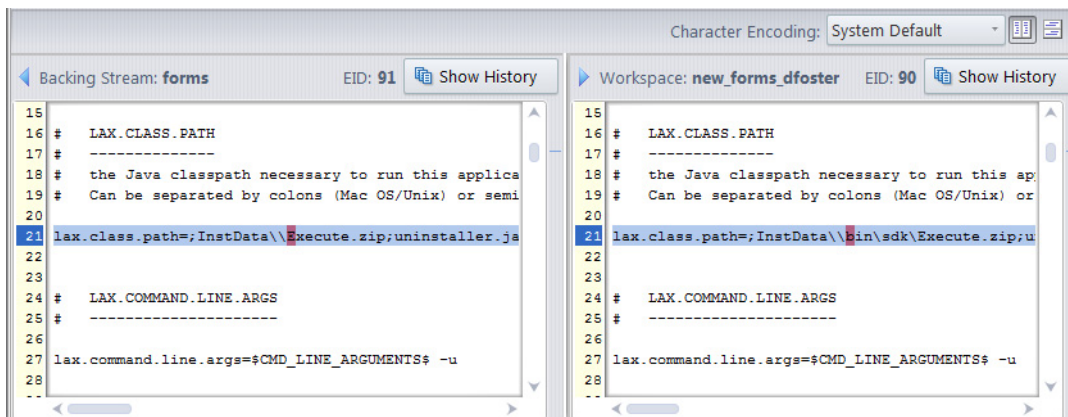 Character Encoding: System Default
Backing Stream: forms EID: 91 Show History
15
16 # LAX.CLASS.PATH
17 # --------------
18 # the Java classpath necessary to run this applica
19 # Can be separated by colons (Mac OS/Unix) or semi
20
21 lax.class.path=;InstData\\Execute.zip;uninstaller.ja
22
23
24 # LAX.COMMAND.LINE.ARGS
25 # ---------------------
26
27 lax.command.line.args=$CMD_LINE_ARGUMENTS$ -u
28
Workspace: new_forms_dfoster EID: 90 Show History
15
16 # LAX.CLASS.PATH
17 # --------------
18 # the Java classpath necessary to run this ap
19 # Can be separated by colons (Mac OS/Unix) or
20
21 lax.class.path=;InstData\\bin\sdk\Execute.zip;u
22
23
24 # LAX.COMMAND.LINE.ARGS
25 # ---------------------
26
27 lax.command.line.args=$CMD_LINE_ARGUMENTS$ -u
28